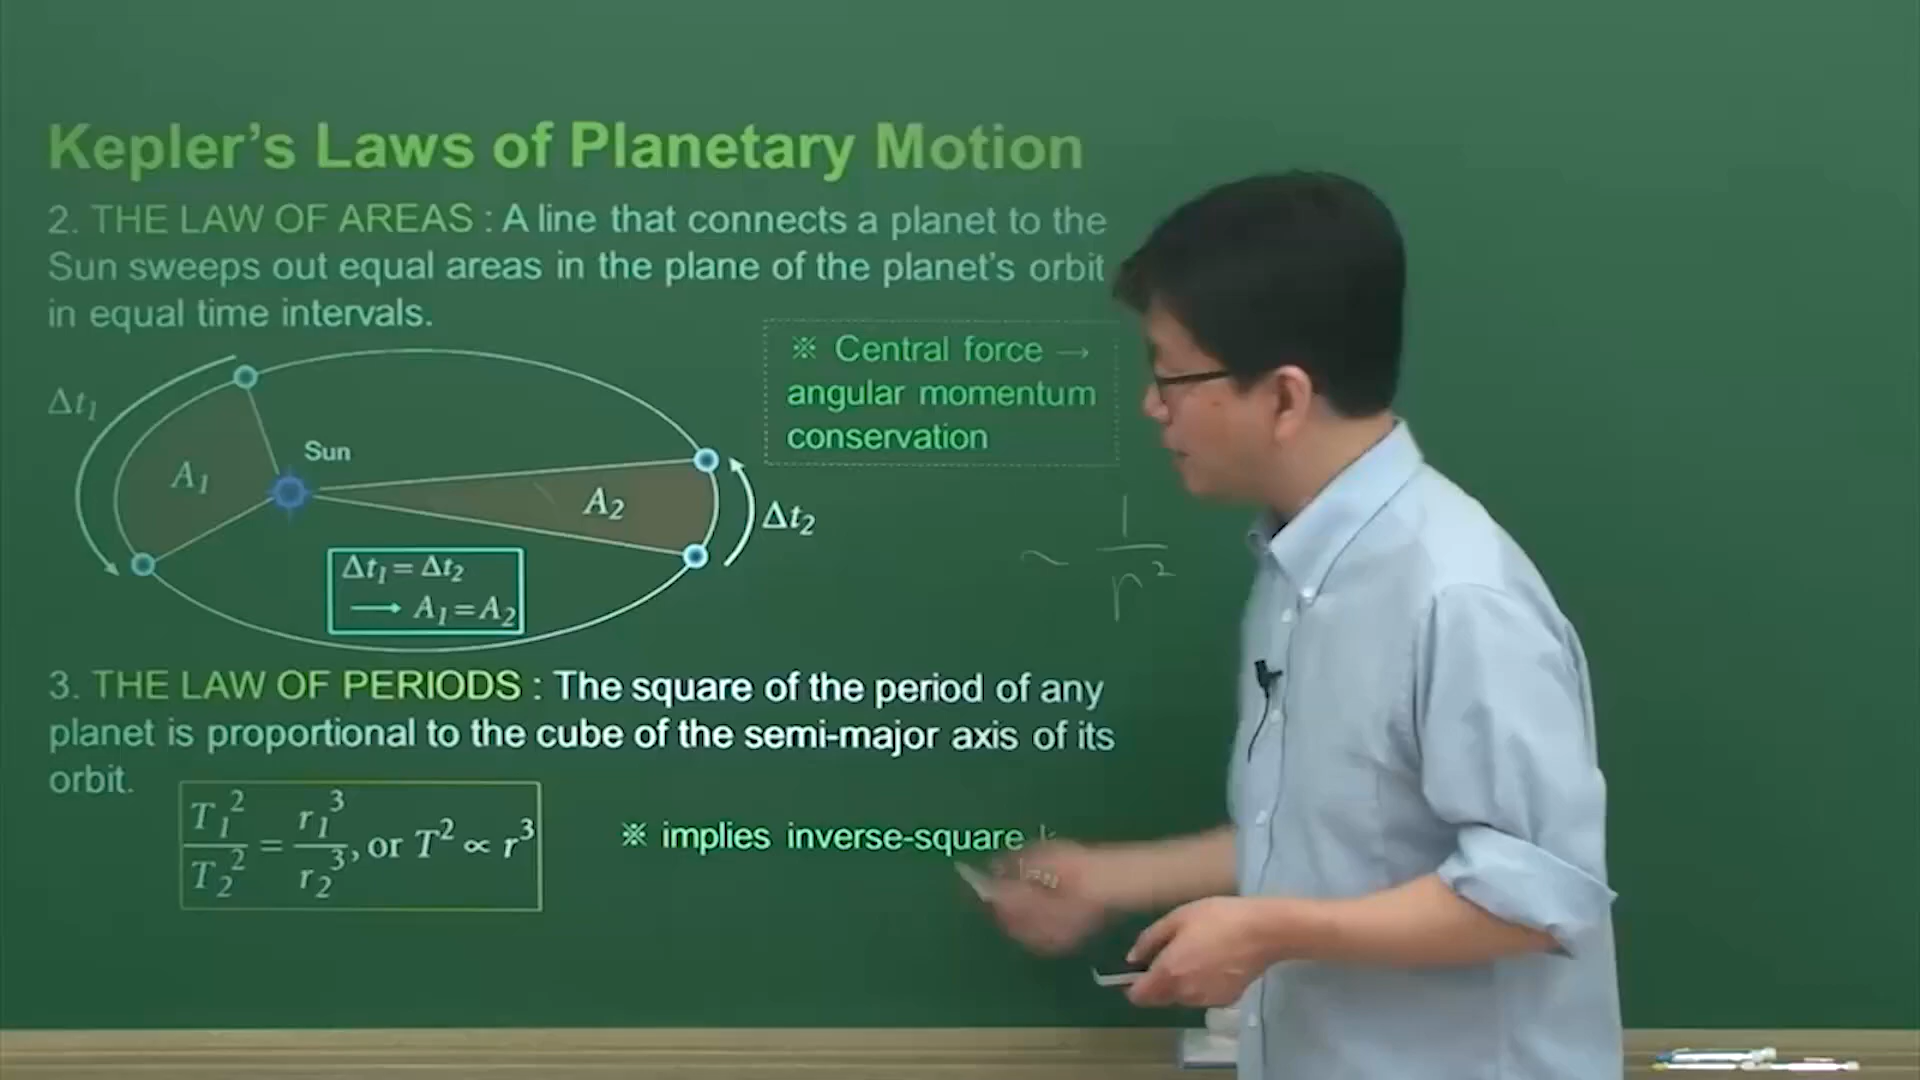 Kepler's Laws of Planetary Motion
2. THE LAW OF AREAS : A line that connects a planet to the
Sun sweeps out equal areas in the plane of the planet's orbit
in equal time intervals.
※ Central force →
angular momentum
conservation
Δt1
A1
Sun
A2
Δt2
Δt1 = Δt2
→ A1 = A2
~ 1/r²
3. THE LAW OF PERIODS : The square of the period of any
planet is proportional to the cube of the semi-major axis of its
orbit.
T1²/T2² = r1³/r2³, or T² ∝ r³
※ implies inverse-square